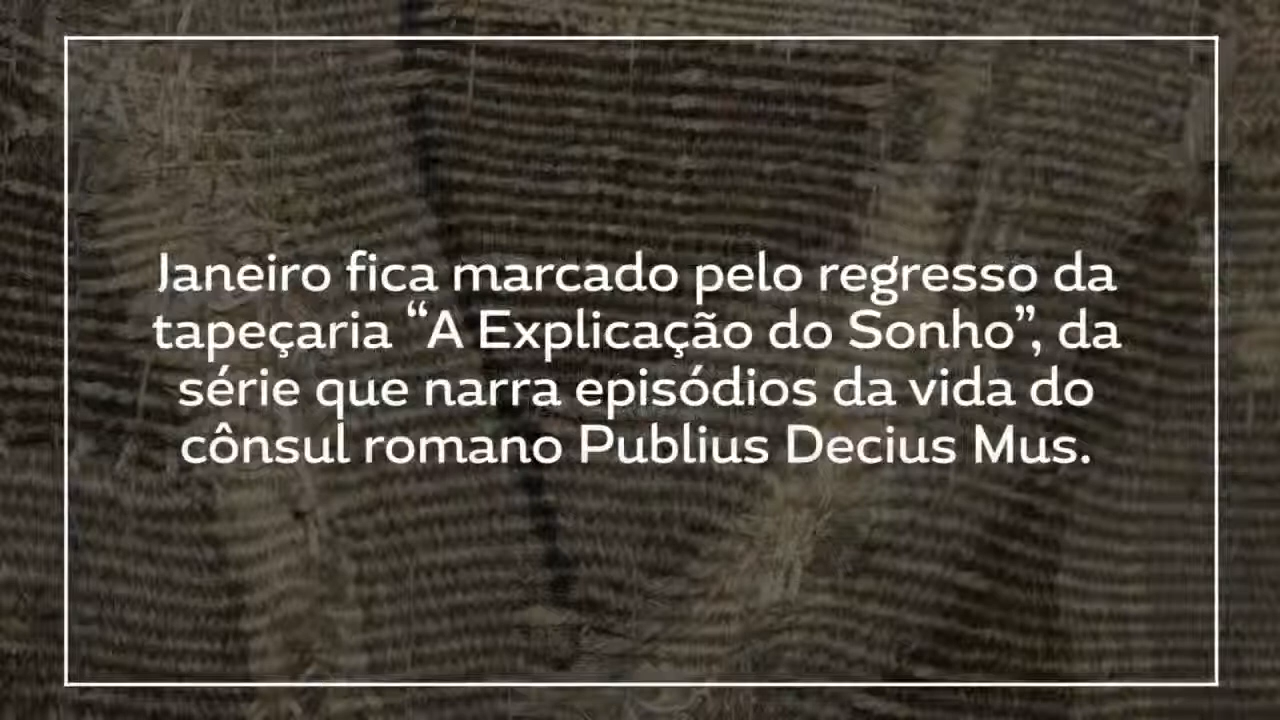 Janeiro fica marcado pelo regresso da
tapeçaria “A Explicação do Sonho”, da
série que narra episódios da vida do
cônsul romano Publius Decius Mus.